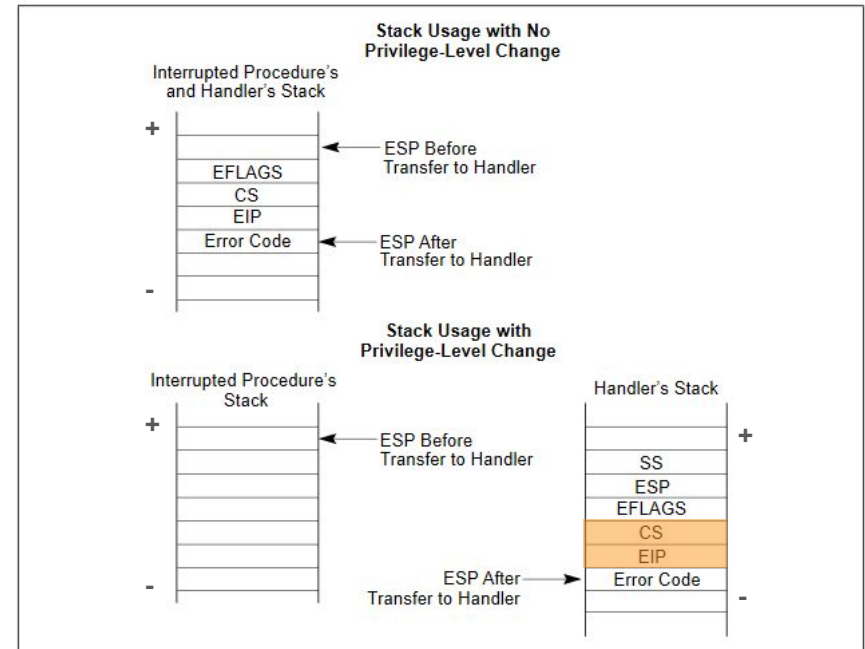 Stack Usage with No
Privilege-Level Change
Interrupted Procedure's
and Handler's Stack
+
ESP Before
Transfer to Handler
EFLAGS
CS
EIP
Error Code
ESP After
Transfer to Handler
-
Stack Usage with
Privilege-Level Change
Interrupted Procedure's
Stack
Handler's Stack
+
+
ESP Before
Transfer to Handler
SS
ESP
EFLAGS
CS
EIP
Error Code
ESP After
Transfer to Handler
-
-